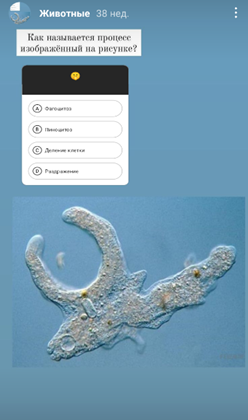 Животные 38 нед.
Как называется процесс
изображённый на рисунке?
A Фагоцитоз
B Пиноцитоз
C Деление клетки
D Раздражение